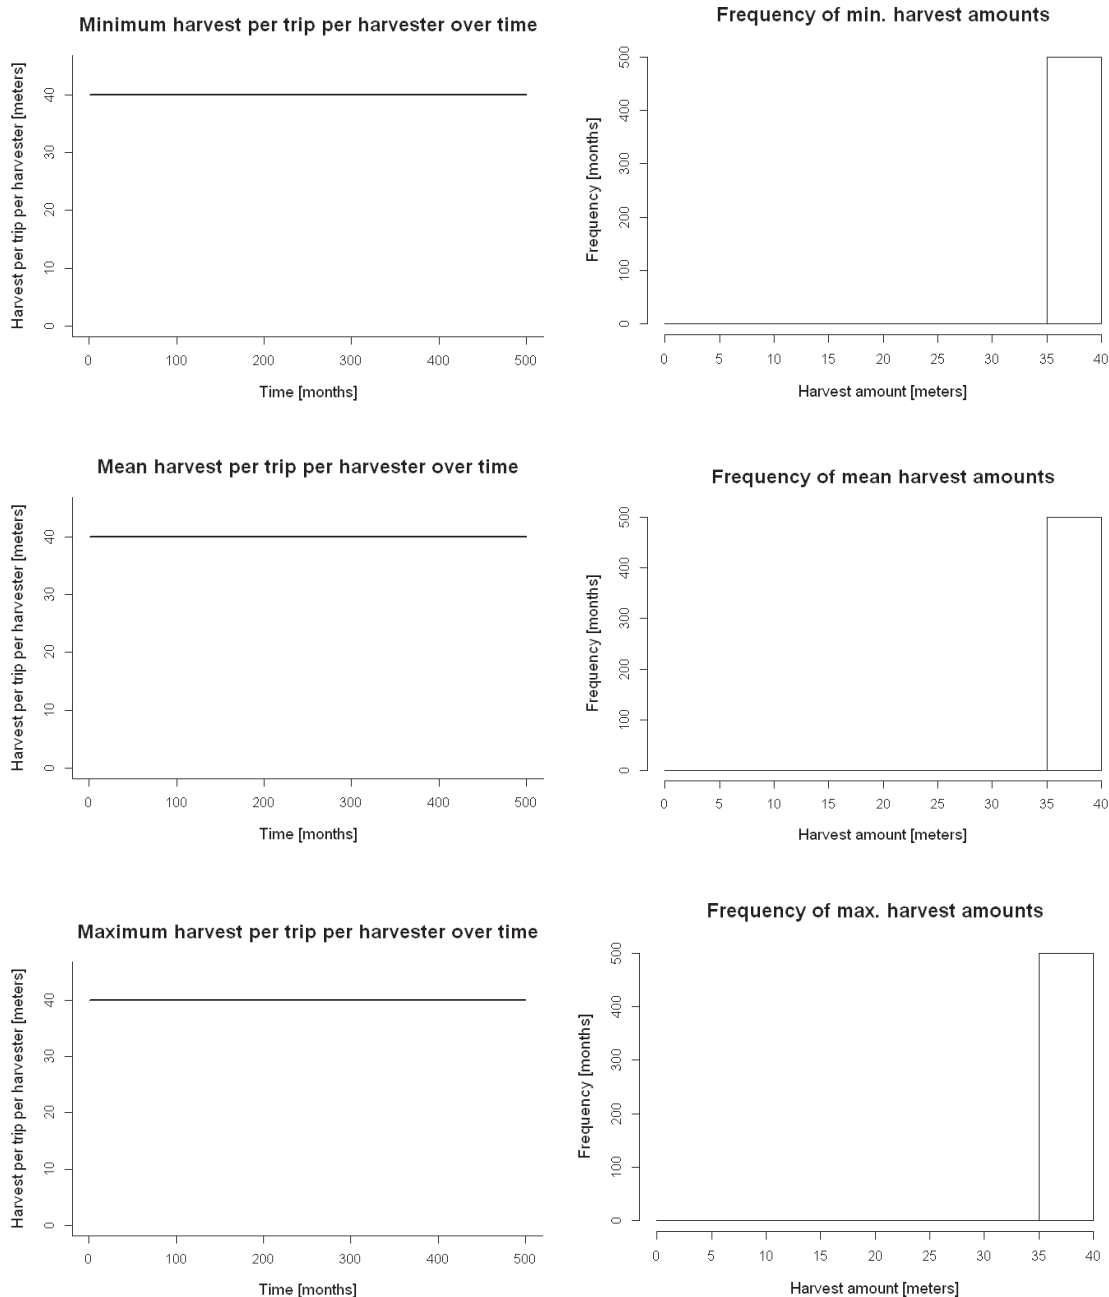 Minimum harvest per trip per harvester over time
Harvest per trip per harvester [meters]
40
30
20
10
0
0 100 200 300 400 500
Time [months]
Frequency of min. harvest amounts
Frequency [months]
500
400
300
200
100
0
0 5 10 15 20 25 30 35 40
Harvest amount [meters]
Mean harvest per trip per harvester over time
Harvest per trip per harvester [meters]
40
30
20
10
0
0 100 200 300 400 500
Time [months]
Frequency of mean harvest amounts
Frequency [months]
500
400
300
200
100
0
0 5 10 15 20 25 30 35 40
Harvest amount [meters]
Maximum harvest per trip per harvester over time
Harvest per trip per harvester [meters]
40
30
20
10
0
0 100 200 300 400 500
Time [months]
Frequency of max. harvest amounts
Frequency [months]
500
400
300
200
100
0
0 5 10 15 20 25 30 35 40
Harvest amount [meters]